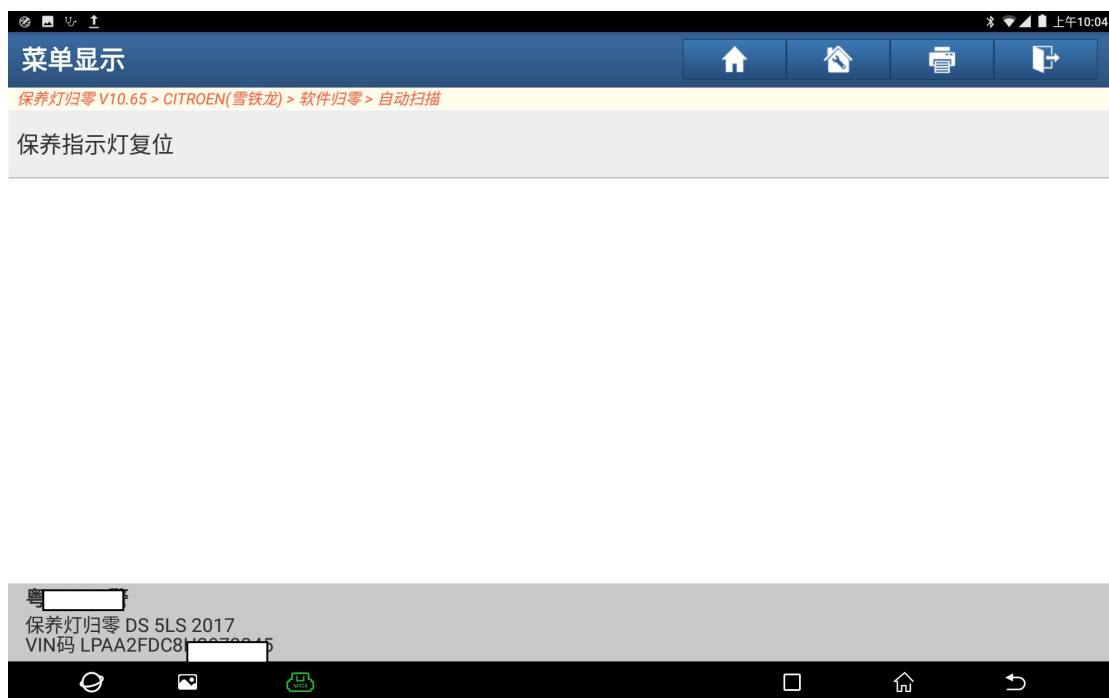 上午10:04
菜单显示
保养灯归零 V10.65 > CITROEN(雪铁龙) > 软件归零 > 自动扫描
保养指示灯复位
粤
保养灯归零 DS 5LS 2017
VIN码 LPAA2FDC8
VCI